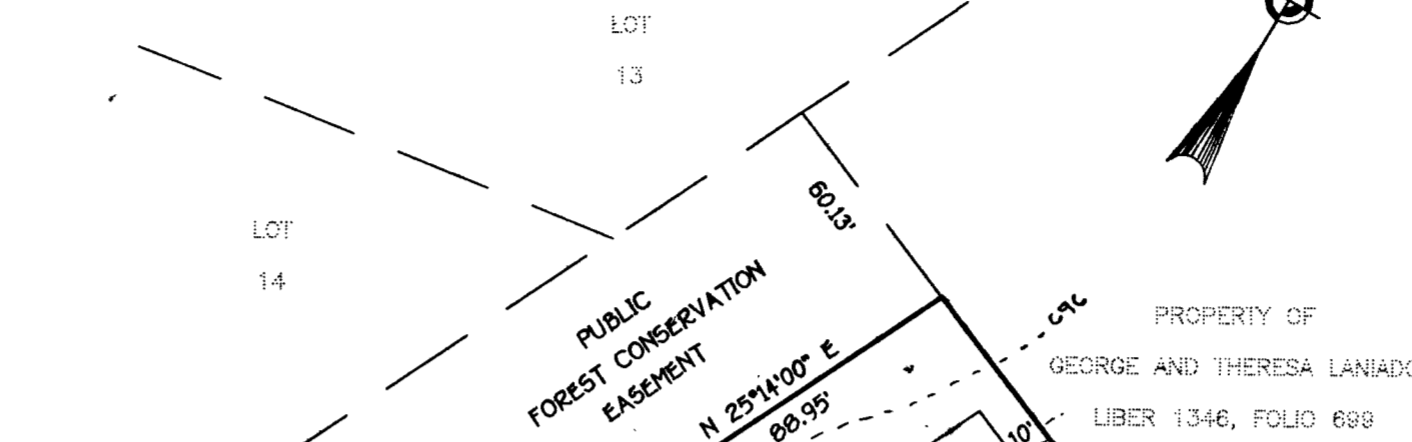 LOT
13
60.13'
LOT
14
PUBLIC
FOREST CONSERVATION
EASEMENT
N 25°14'00" E
88.95'
10'
PROPERTY OF
GEORGE AND THERESA
LIBER 1346, FOLIO 699